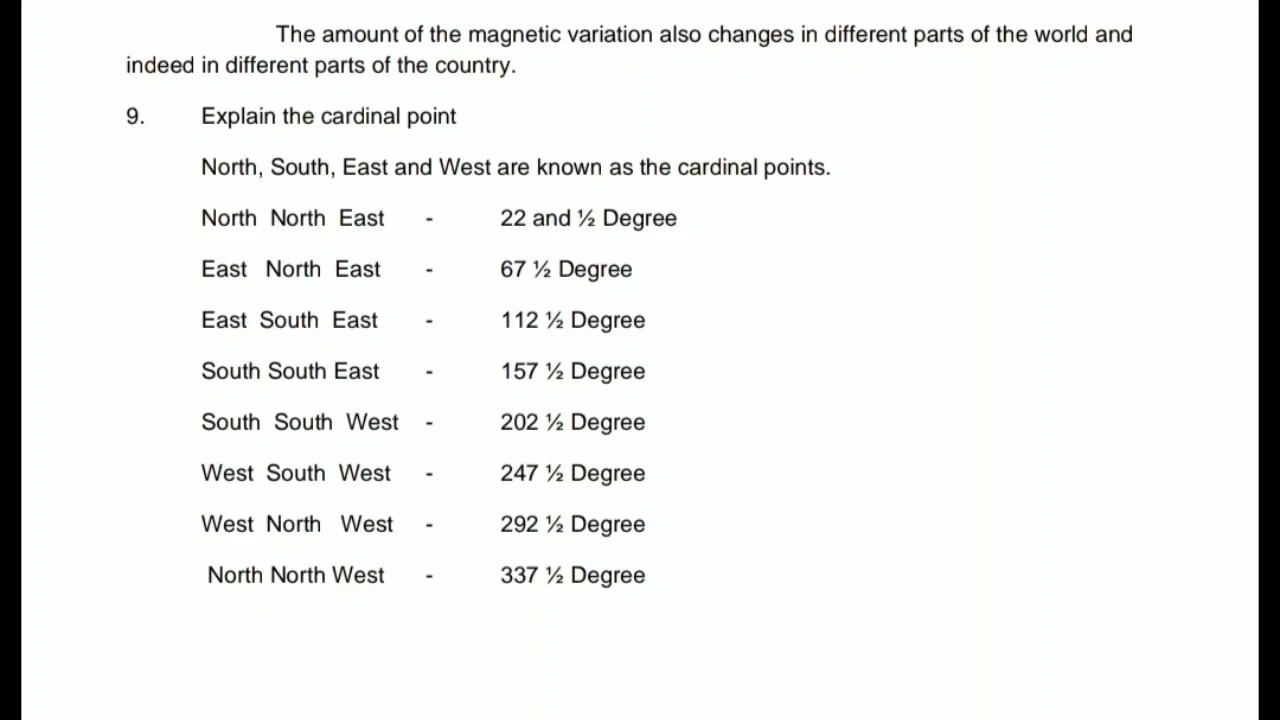 The amount of the magnetic variation also changes in different parts of the world and
indeed in different parts of the country.
9. Explain the cardinal point
North, South, East and West are known as the cardinal points.
North North East - 22 and ½ Degree
East North East - 67 ½ Degree
East South East - 112 ½ Degree
South South East - 157 ½ Degree
South South West - 202 ½ Degree
West South West - 247 ½ Degree
West North West - 292 ½ Degree
North North West - 337 ½ Degree